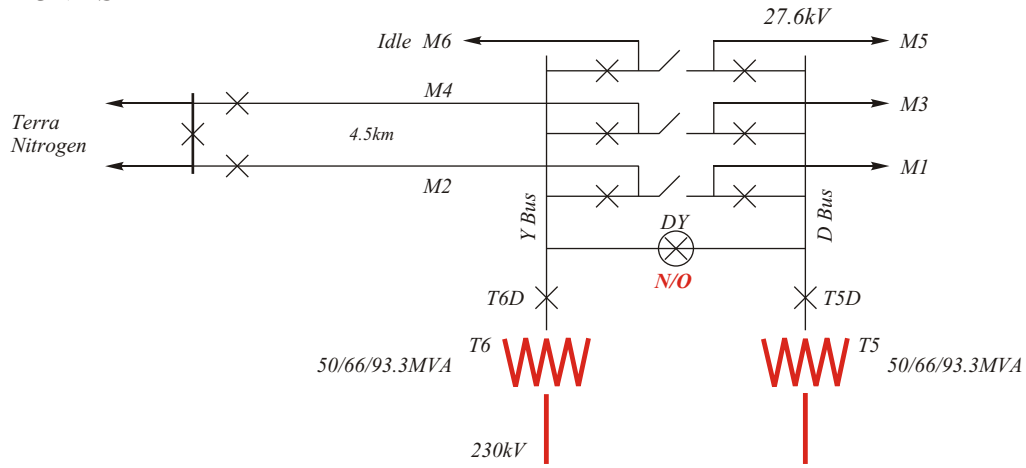 27.6kV
Idle M6
M5
M4
M3
Terra
Nitrogen
4.5km
M2
M1
Y Bus
DY
D Bus
N/O
T6D
T5D
T6
T5
50/66/93.3MVA
50/66/93.3MVA
230kV